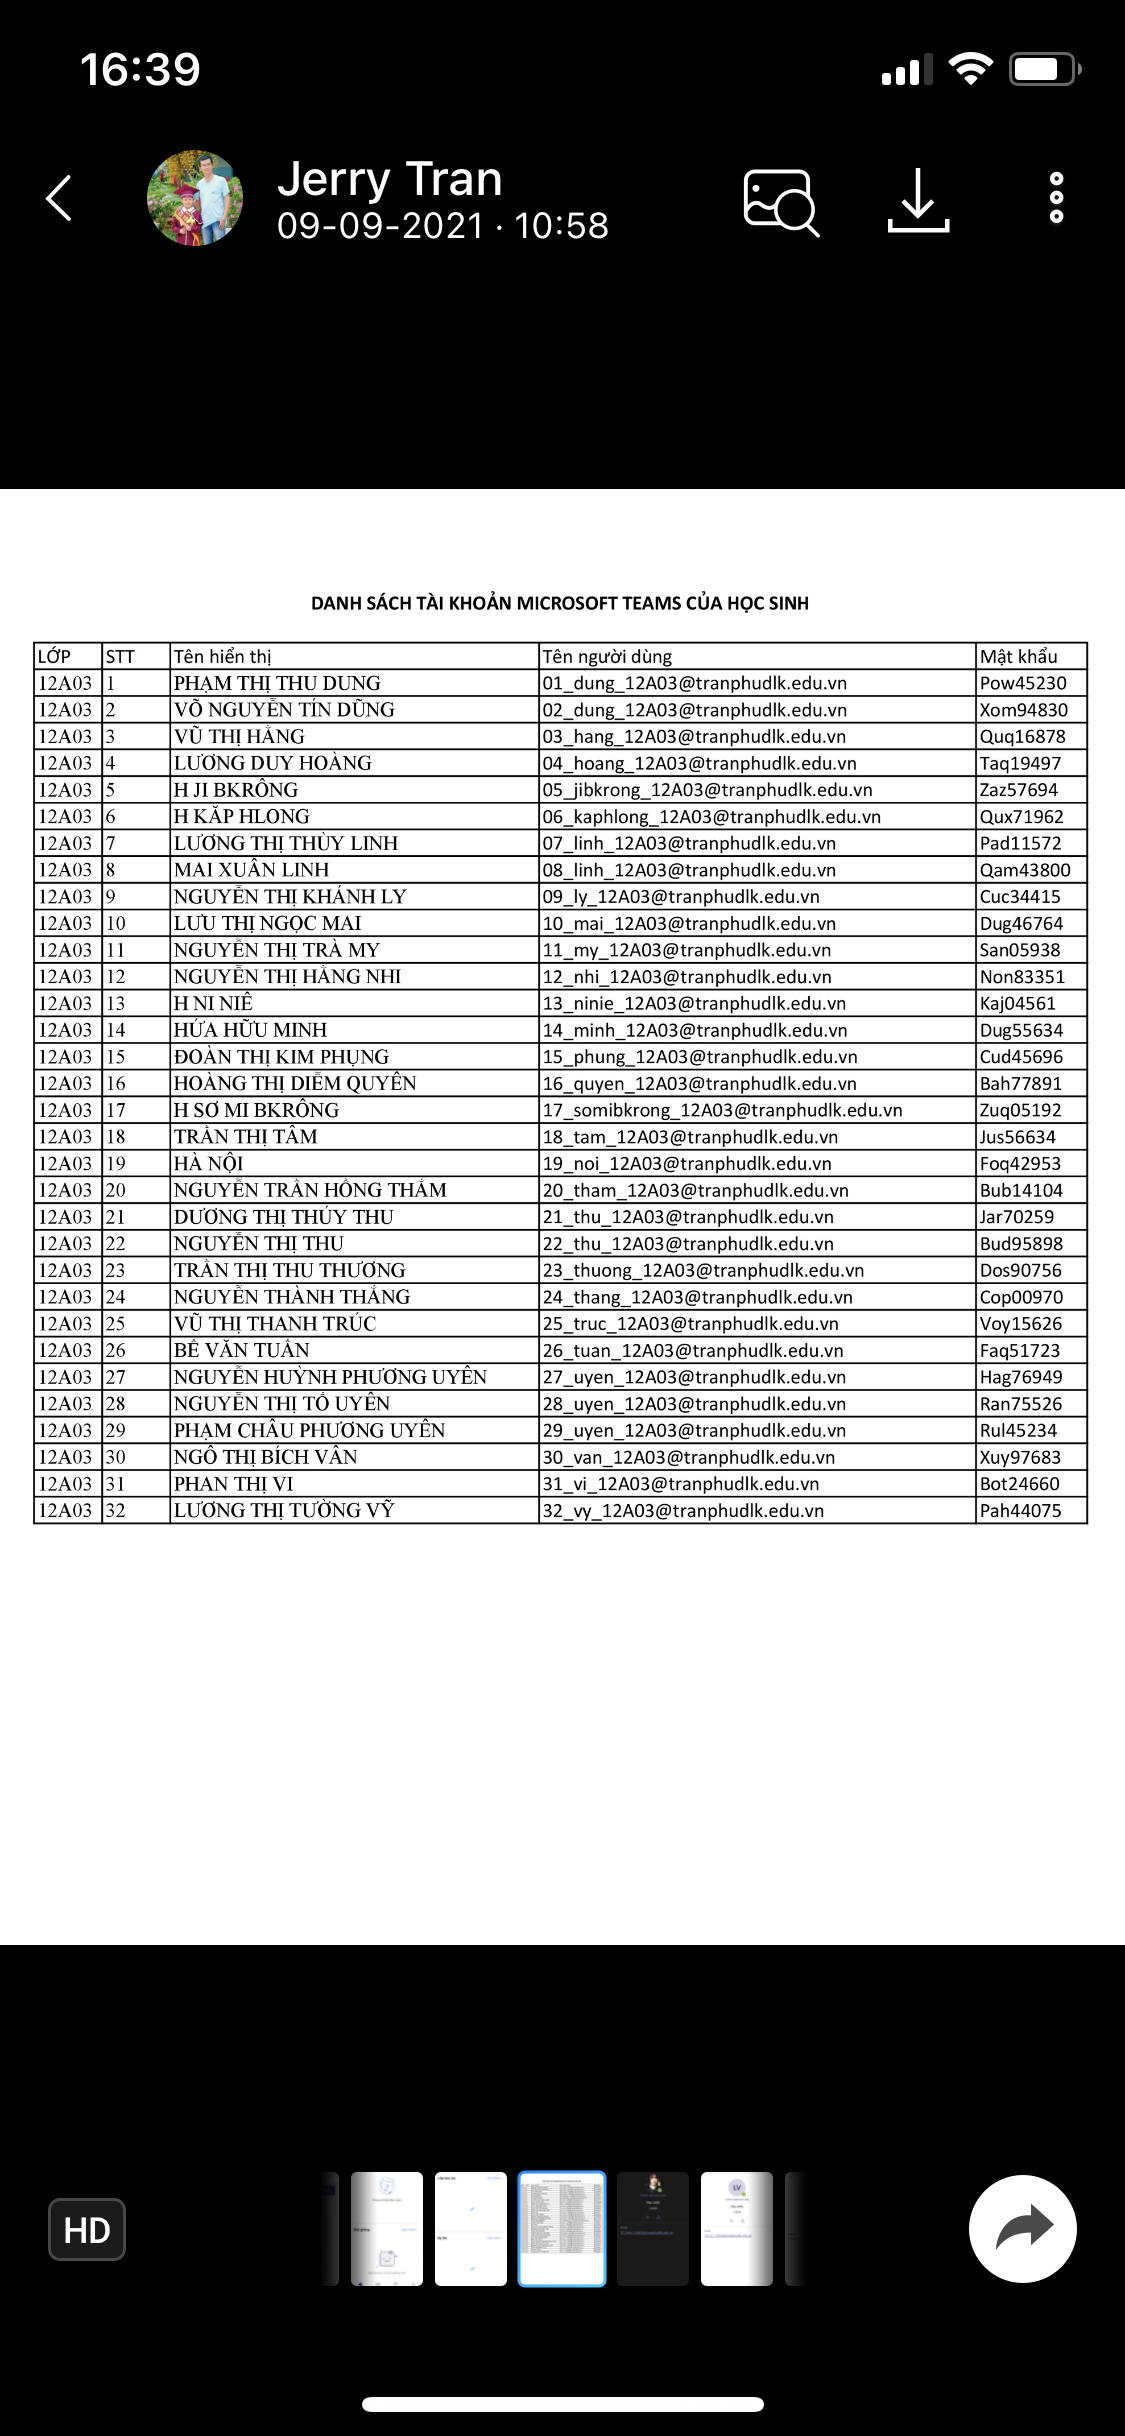 16:39
Jerry Tran
09-09-2021 · 10:58
DANH SÁCH TÀI KHOẢN MICROSOFT TEAMS CỦA HỌC SINH
LỚP STT Tên hiển thị Tên người dùng Mật khẩu
12A03 1 PHẠM THỊ THU DUNG 01_dung_12A03@tranphudlk.edu.vn Pow45230
12A03 2 VÕ NGUYỄN TÍN DŨNG 02_dung_12A03@tranphudlk.edu.vn Xom94830
12A03 3 VŨ THỊ HẰNG 03_hang_12A03@tranphudlk.edu.vn Quq16878
12A03 4 LƯƠNG DUY HOÀNG 04_hoang_12A03@tranphudlk.edu.vn Taq19497
12A03 5 H JI BKRÔNG 05_jibkrong_12A03@tranphudlk.edu.vn Zaz57694
12A03 6 H KĂP HLONG 06_kaphlong_12A03@tranphudlk.edu.vn Qux71962
12A03 7 LƯƠNG THỊ THÙY LINH 07_linh_12A03@tranphudlk.edu.vn Pad11572
12A03 8 MAI XUÂN LINH 08_linh_12A03@tranphudlk.edu.vn Qam43800
12A03 9 NGUYỄN THỊ KHÁNH LY 09_ly_12A03@tranphudlk.edu.vn Cuc34415
12A03 10 LƯU THỊ NGỌC MAI 10_mai_12A03@tranphudlk.edu.vn Dug46764
12A03 11 NGUYỄN THỊ TRÀ MY 11_my_12A03@tranphudlk.edu.vn San05938
12A03 12 NGUYỄN THỊ HẰNG NHI 12_nhi_12A03@tranphudlk.edu.vn Non83351
12A03 13 H NI NIÊ 13_ninie_12A03@tranphudlk.edu.vn Kaj04561
12A03 14 HỨA HỮU MINH 14_minh_12A03@tranphudlk.edu.vn Dug55634
12A03 15 ĐOÀN THỊ KIM PHỤNG 15_phung_12A03@tranphudlk.edu.vn Cud45696
12A03 16 HOÀNG THỊ DIỄM QUYÊN 16_quyen_12A03@tranphudlk.edu.vn Bah77891
12A03 17 H SƠ MI BKRÔNG 17_somibkrong_12A03@tranphudlk.edu.vn Zuq05192
12A03 18 TRẦN THỊ TÂM 18_tam_12A03@tranphudlk.edu.vn Jus56634
12A03 19 HÀ NỘI 19_noi_12A03@tranphudlk.edu.vn Foq42953
12A03 20 NGUYỄN TRẦN HỒNG THẮM 20_tham_12A03@tranphudlk.edu.vn Bub14104
12A03 21 DƯƠNG THỊ THÚY THU 21_thu_12A03@tranphudlk.edu.vn Jar70259
12A03 22 NGUYỄN THỊ THU 22_thu_12A03@tranphudlk.edu.vn Bud95898
12A03 23 TRẦN THỊ THU THƯƠNG 23_thuong_12A03@tranphudlk.edu.vn Dos90756
12A03 24 NGUYỄN THÀNH THẮNG 24_thang_12A03@tranphudlk.edu.vn Cop00970
12A03 25 VŨ THỊ THANH TRÚC 25_truc_12A03@tranphudlk.edu.vn Voy15626
12A03 26 BẾ VĂN TUẤN 26_tuan_12A03@tranphudlk.edu.vn Faq51723
12A03 27 NGUYỄN HUỲNH PHƯƠNG UYÊN 27_uyen_12A03@tranphudlk.edu.vn Hag76949
12A03 28 NGUYỄN THỊ TỐ UYÊN 28_uyen_12A03@tranphudlk.edu.vn Ran75526
12A03 29 PHẠM CHÂU PHƯƠNG UYÊN 29_uyen_12A03@tranphudlk.edu.vn Rul45234
12A03 30 NGÔ THỊ BÍCH VÂN 30_van_12A03@tranphudlk.edu.vn Xuy97683
12A03 31 PHAN THỊ VI 31_vi_12A03@tranphudlk.edu.vn Bot24660
12A03 32 LƯƠNG THỊ TƯỜNG VỸ 32_vy_12A03@tranphudlk.edu.vn Pah44075
LV
HD